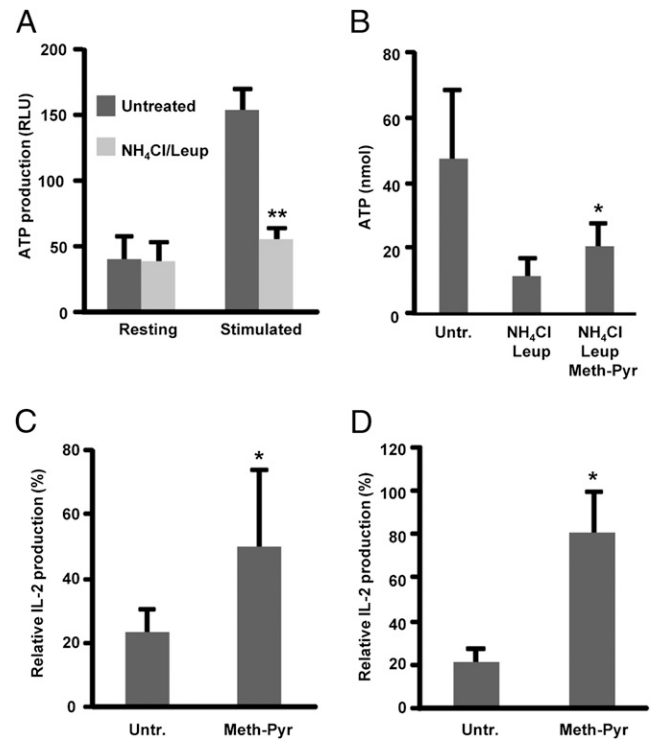 A
ATP production (RLU)
200
150
100
50
0
Untreated
NH₄Cl/Leup
**
Resting
Stimulated
B
ATP (nmol)
80
60
40
20
0
*
Untr.
NH₄Cl
Leup
NH₄Cl
Leup
Meth-Pyr
C
Relative IL-2 production (%)
80
60
40
20
0
*
Untr.
Meth-Pyr
D
Relative IL-2 production (%)
120
100
80
60
40
20
0
*
Untr.
Meth-Pyr